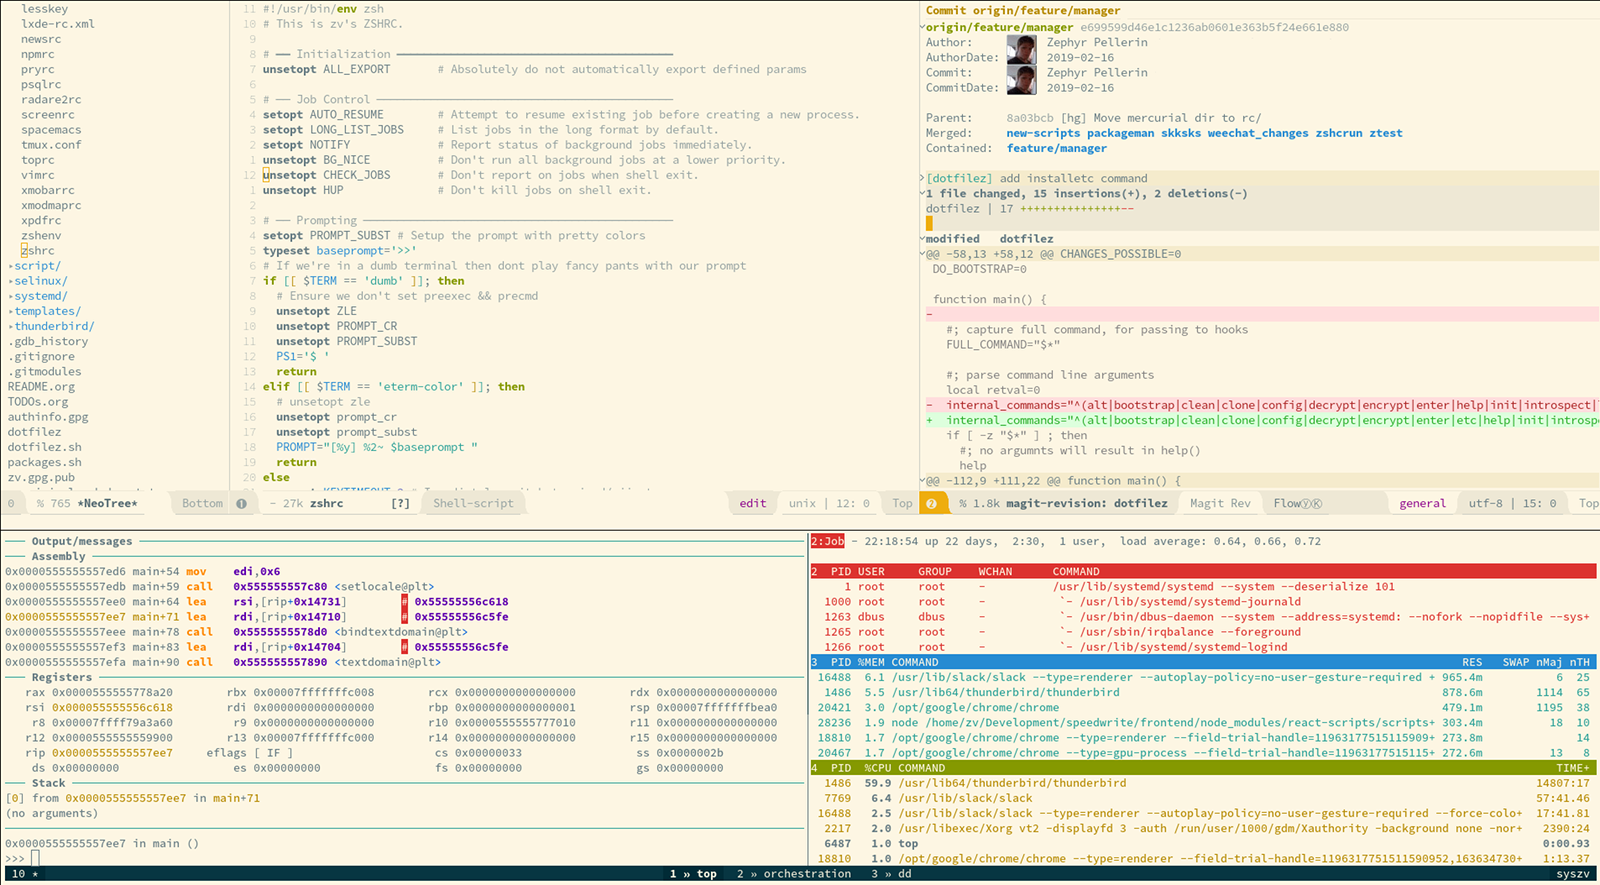 lesskey
lxde-rc.xml
newsrc
npmrc
pryrc
psqlrc
radare2rc
screenrc
spacemacs
tmux.conf
toprc
vimrc
xmobarrc
xmodmaprc
xpdfrc
zshenv
zshrc
script/
selinux/
systemd/
templates/
thunderbird/
.gdb_history
.gitignore
.gitmodules
README.org
TODOs.org
authinfo.gpg
dotfilez
dotfilez.sh
packages.sh
zv.gpg.pub
0 % 765 *NeoTree* Bottom
11 #!/usr/bin/env zsh
10 # This is zv's ZSHRC.
9
8 # —— Initialization ——
7 unsetopt ALL_EXPORT # Absolutely do not automatically export defined params
6
5 # —— Job Control ——
4 setopt AUTO_RESUME # Attempt to resume existing job before creating a new process.
3 setopt LONG_LIST_JOBS # List jobs in the long format by default.
2 setopt NOTIFY # Report status of background jobs immediately.
1 unsetopt BG_NICE # Don't run all background jobs at a lower priority.
12 unsetopt CHECK_JOBS # Don't report on jobs when shell exit.
1 unsetopt HUP # Don't kill jobs on shell exit.
2
3 # —— Prompting ——
4 setopt PROMPT_SUBST # Setup the prompt with pretty colors
5 typeset baseprompt='>>'
6 # If we're in a dumb terminal then dont play fancy pants with our prompt
7 if [[ $TERM == 'dumb' ]]; then
8 # Ensure we don't set preexec && precmd
9 unsetopt ZLE
10 unsetopt PROMPT_CR
11 unsetopt PROMPT_SUBST
12 PS1='$ '
13 return
14 elif [[ $TERM == 'eterm-color' ]]; then
15 # unsetopt zle
16 unsetopt prompt_cr
17 unsetopt prompt_subst
18 PROMPT="[%y] %2~ $baseprompt "
19 return
20 else
1 - 27k zshrc [?] Shell-script edit unix | 12: 0 Top
Commit origin/feature/manager
origin/feature/manager e699599d46e1c1236ab0601e363b5f24e661e880
Author: Zephyr Pellerin
AuthorDate: 2019-02-16
Commit: Zephyr Pellerin
CommitDate: 2019-02-16
Parent: 8a03bcb [hg] Move mercurial dir to rc/
Merged: new-scripts packageman skksks weechat_changes zshcrun ztest
Contained: feature/manager
[dotfilez] add installetc command
1 file changed, 15 insertions(+), 2 deletions(-)
dotfilez | 17 +++++++++++++++--
modified dotfilez
@@ -58,13 +58,12 @@ CHANGES_POSSIBLE=0
DO_BOOTSTRAP=0
function main() {
-
#; capture full command, for passing to hooks
FULL_COMMAND="$*"
#; parse command line arguments
local retval=0
- internal_commands="^(alt|bootstrap|clean|clone|config|decrypt|encrypt|enter|help|init|introspect|
+ internal_commands="^(alt|bootstrap|clean|clone|config|decrypt|encrypt|enter|etc|help|init|introsp
if [ -z "$*" ] ; then
#; no argumnts will result in help()
help
@@ -112,9 +111,22 @@ function main() {
2 % 1.8k magit-revision: dotfilez Magit Rev FlowⓨⓀ general utf-8 | 15: 0 Top
Output/messages
Assembly
0x0000555555557ed6 main+54 mov edi,0x6
0x0000555555557edb main+59 call 0x555555557c80 <setlocale@plt>
0x0000555555557ee0 main+64 lea rsi,[rip+0x14731] # 0x55555556c618
0x0000555555557ee7 main+71 lea rdi,[rip+0x14710] # 0x55555556c5fe
0x0000555555557eee main+78 call 0x5555555578d0 <bindtextdomain@plt>
0x0000555555557ef3 main+83 lea rdi,[rip+0x14704] # 0x55555556c5fe
0x0000555555557efa main+90 call 0x555555557890 <textdomain@plt>
Registers
rax 0x0000555555778a20 rbx 0x00007fffffffc008 rcx 0x0000000000000000 rdx 0x0000000000000000
rsi 0x000055555556c618 rdi 0x0000000000000000 rbp 0x0000000000000001 rsp 0x00007fffffffbea0
r8 0x00007ffff79a3a60 r9 0x0000000000000000 r10 0x0000555555777010 r11 0x0000000000000000
r12 0x0000555555559900 r13 0x00007fffffffc000 r14 0x0000000000000000 r15 0x0000000000000000
rip 0x0000555555557ee7 eflags [ IF ] cs 0x00000033 ss 0x0000002b
ds 0x00000000 es 0x00000000 fs 0x00000000 gs 0x00000000
Stack
[0] from 0x0000555555557ee7 in main+71
(no arguments)
0x0000555555557ee7 in main ()
>>>
2:Job - 22:18:54 up 22 days, 2:30, 1 user, load average: 0.64, 0.66, 0.72
2 PID USER GROUP WCHAN COMMAND
1 root root - /usr/lib/systemd/systemd --system --deserialize 101
1000 root root - `- /usr/lib/systemd/systemd-journald
1263 dbus dbus - `- /usr/bin/dbus-daemon --system --address=systemd: --nofork --nopidfile --sys+
1265 root root - `- /usr/sbin/irqbalance --foreground
1266 root root - `- /usr/lib/systemd/systemd-logind
3 PID %MEM COMMAND RES SWAP nMaj nTH
16488 6.1 /usr/lib/slack/slack --type=renderer --autoplay-policy=no-user-gesture-required + 965.4m 6 25
1486 5.5 /usr/lib64/thunderbird/thunderbird 878.6m 1114 65
20421 3.0 /opt/google/chrome/chrome 479.1m 1195 38
28236 1.9 node /home/zv/Development/speedwrite/frontend/node_modules/react-scripts/scripts+ 303.4m 18 10
18810 1.7 /opt/google/chrome/chrome --type=renderer --field-trial-handle=11963177515115909+ 273.8m 14
20467 1.7 /opt/google/chrome/chrome --type=gpu-process --field-trial-handle=11963177515115+ 272.6m 13 8
4 PID %CPU COMMAND TIME+
1486 59.9 /usr/lib64/thunderbird/thunderbird 14807:17
7769 6.4 /usr/lib/slack/slack 57:41.46
16488 2.5 /usr/lib/slack/slack --type=renderer --autoplay-policy=no-user-gesture-required --force-colo+ 17:41.81
2217 2.0 /usr/libexec/Xorg vt2 -displayfd 3 -auth /run/user/1000/gdm/Xauthority -background none -nor+ 2390:24
6487 1.0 top 0:00.93
18810 1.0 /opt/google/chrome/chrome --type=renderer --field-trial-handle=1196317751511590952,163634730+ 1:13.37
10 * 1 » top 2 » orchestration 3 » dd syszv